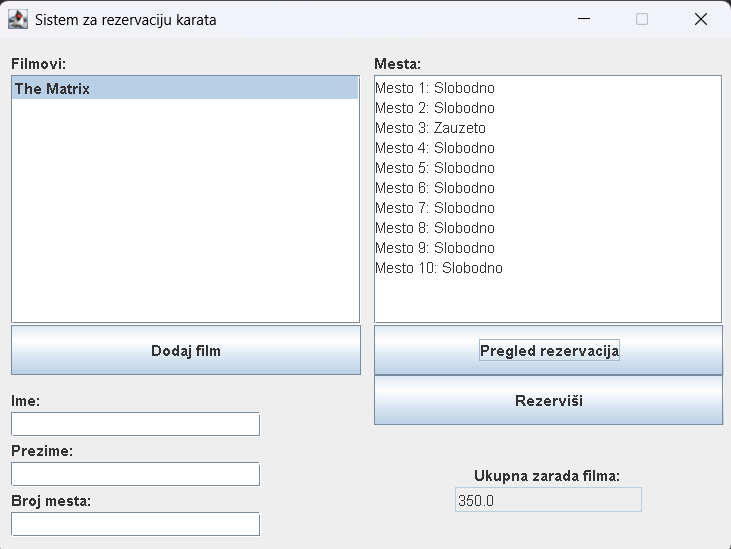 Sistem za rezervaciju karata
Filmovi:
The Matrix
Dodaj film
Mesta:
Mesto 1: Slobodno
Mesto 2: Slobodno
Mesto 3: Zauzeto
Mesto 4: Slobodno
Mesto 5: Slobodno
Mesto 6: Slobodno
Mesto 7: Slobodno
Mesto 8: Slobodno
Mesto 9: Slobodno
Mesto 10: Slobodno
Pregled rezervacija
Rezerviši
Ime:
Prezime:
Broj mesta:
Ukupna zarada filma:
350.0